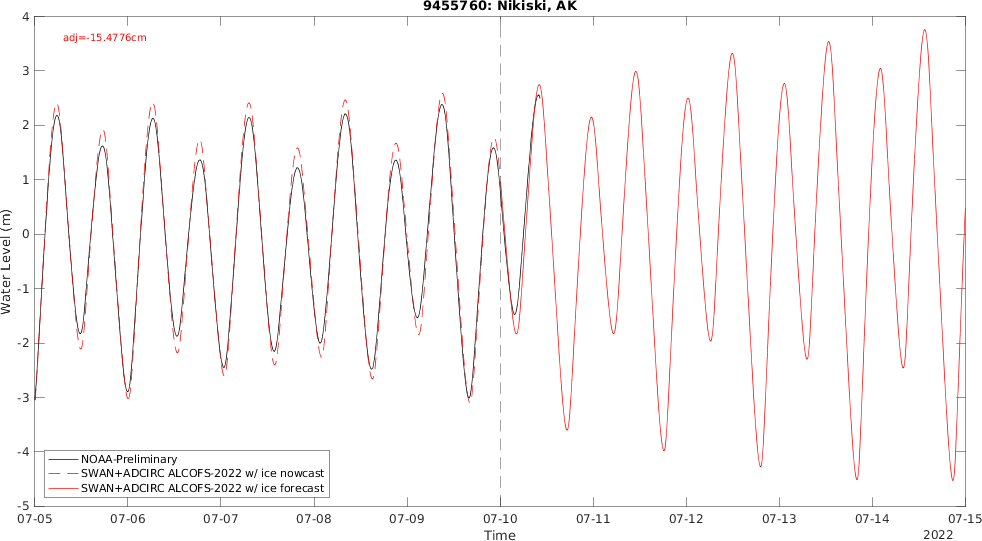 9455760: Nikiski, AK
adj=-15.4776cm
4
3
2
1
0
-1
-2
-3
-4
-5
Water Level (m)
NOAA-Preliminary
SWAN+ADCIRC ALCOFS-2022 w/ ice nowcast
SWAN+ADCIRC ALCOFS-2022 w/ ice forecast
07-05 07-06 07-07 07-08 07-09 07-10 07-11 07-12 07-13 07-14 07-15
Time
2022